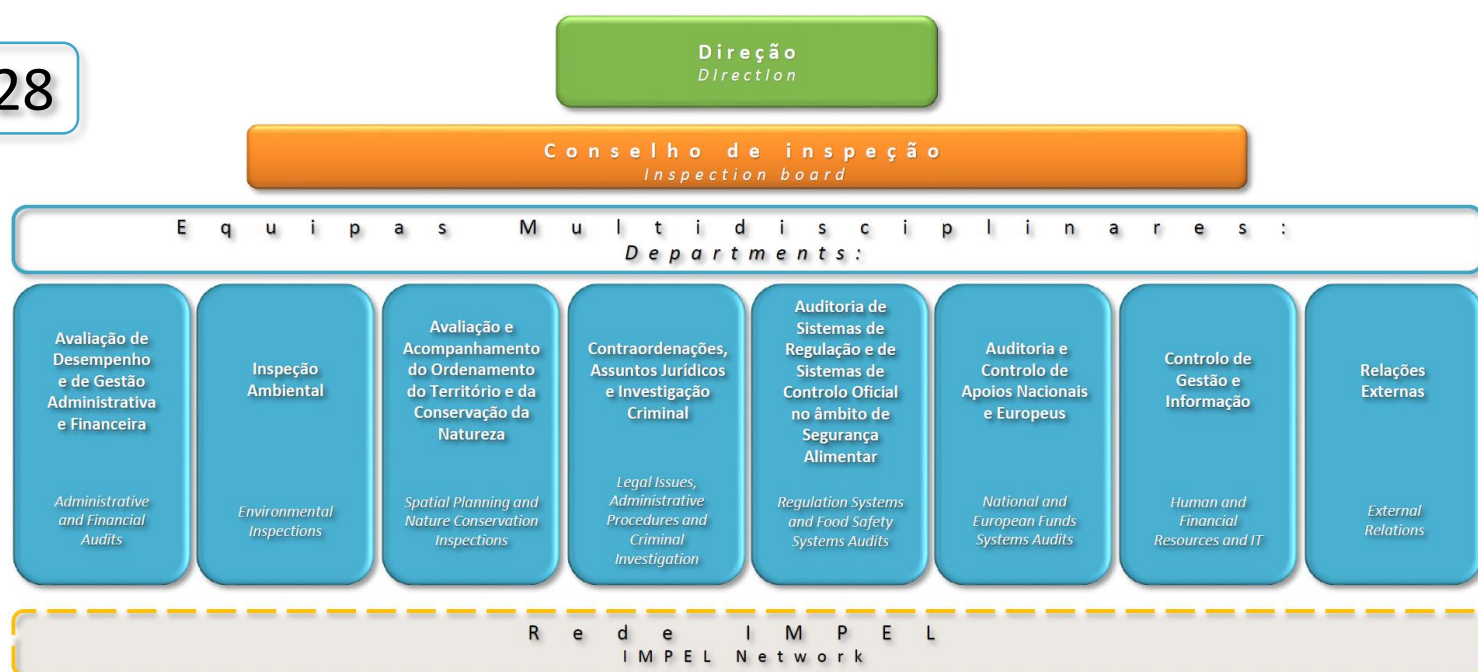 28
Direção
Direction
Conselho de inspeção
Inspection board
Equipas Multidisciplinares:
Departments:
Avaliação de
Desempenho
e de Gestão
Administrativa
e Financeira
Administrative
and Financial
Audits
Inspeção
Ambiental
Environmental
Inspections
Avaliação e
Acompanhamento
do Ordenamento
do Território e da
Conservação da
Natureza
Spatial Planning and
Nature Conservation
Inspections
Contraordenações,
Assuntos Jurídicos
e Investigação
Criminal
Legal Issues,
Administrative
Procedures and
Criminal
Investigation
Auditoria de
Sistemas de
Regulação e de
Sistemas de
Controlo Oficial
no âmbito de
Segurança
Alimentar
Regulation Systems
and Food Safety
Systems Audits
Auditoria e
Controlo de
Apoios Nacionais
e Europeus
National and
European Funds
Systems Audits
Controlo de
Gestão e
Informação
Human and
Financial
Resources and IT
Relações
Externas
External
Relations
Rede IMPEL
IMPEL Network